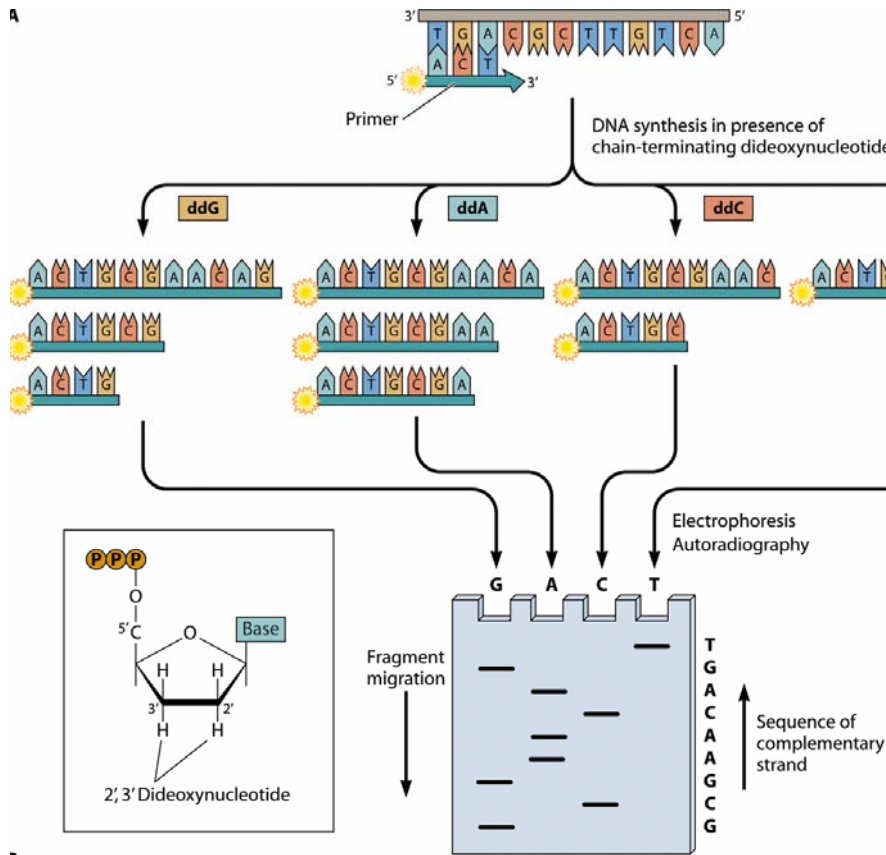 A
3′ 5′
T G A C G C T T G T C A
A C T
5′ 3′
Primer
DNA synthesis in presence of
chain-terminating dideoxynucleotide
ddG ddA ddC
A C T G C G A A C A G
A C T G C G A A C A
A C T G C G A A C
A C T G
A C T G C G
A C T G C G A A
A C T G C
A C T G
A C T G C G A
Electrophoresis
Autoradiography
G A C T
P P P
O
5′ C
O
Base
H H
3′ 2′
H H
2′, 3′ Dideoxynucleotide
Fragment
migration
T
G
A
C
A
A
G
C
G
Sequence of
complementary
strand